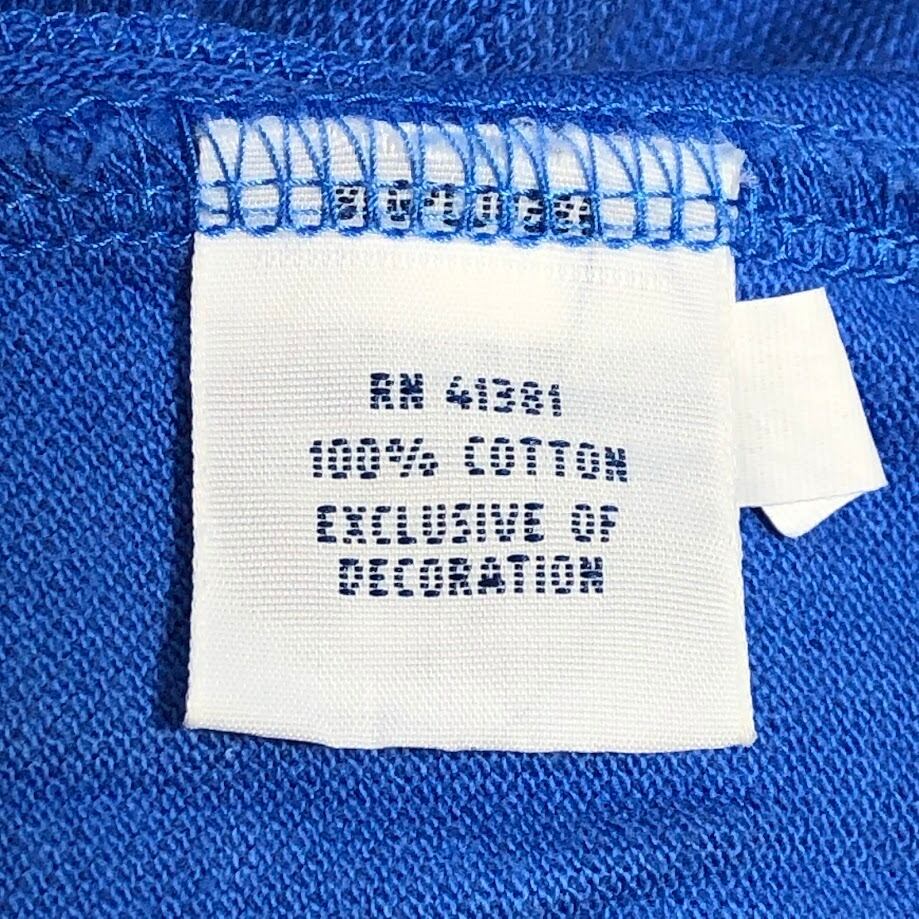 RN 41381
100% COTTON
EXCLUSIVE OF
DECORATION